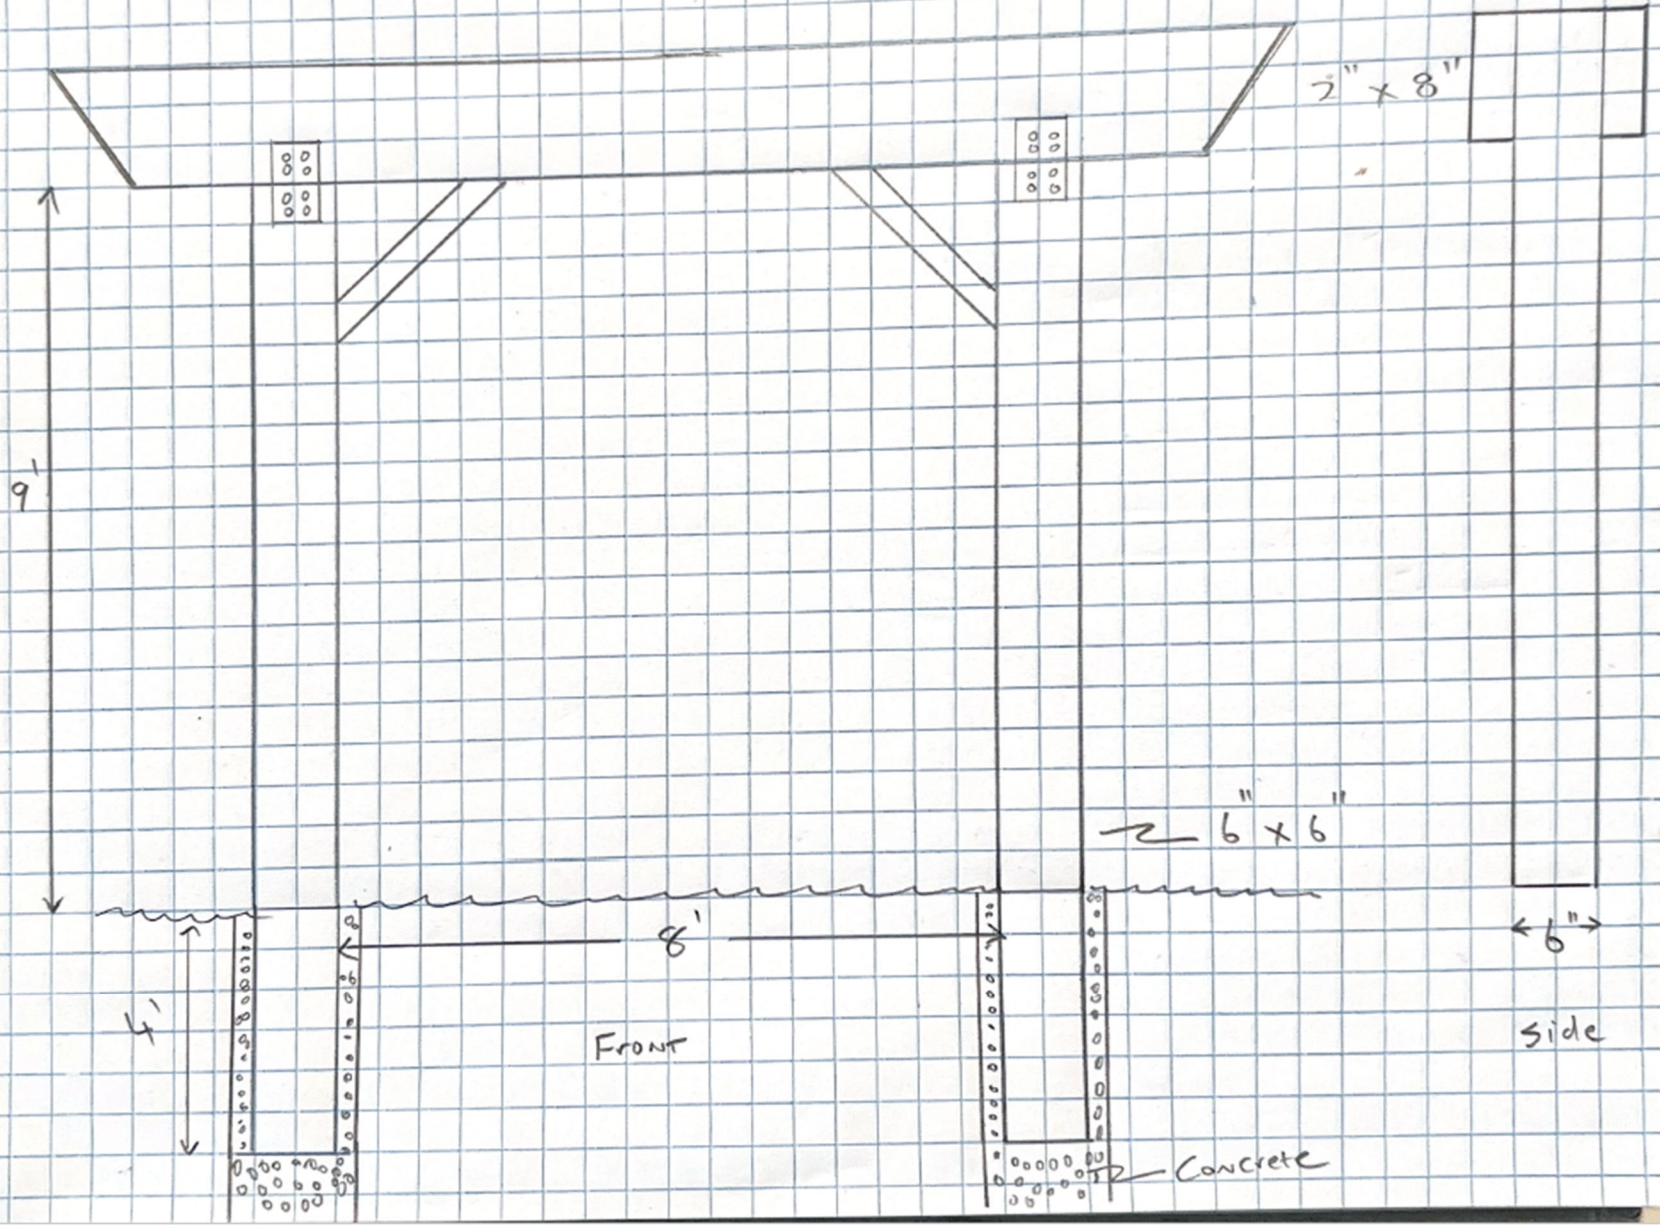 2" x 8"
9'
6" x 6"
8'
6"
4'
Front
Side
Concrete